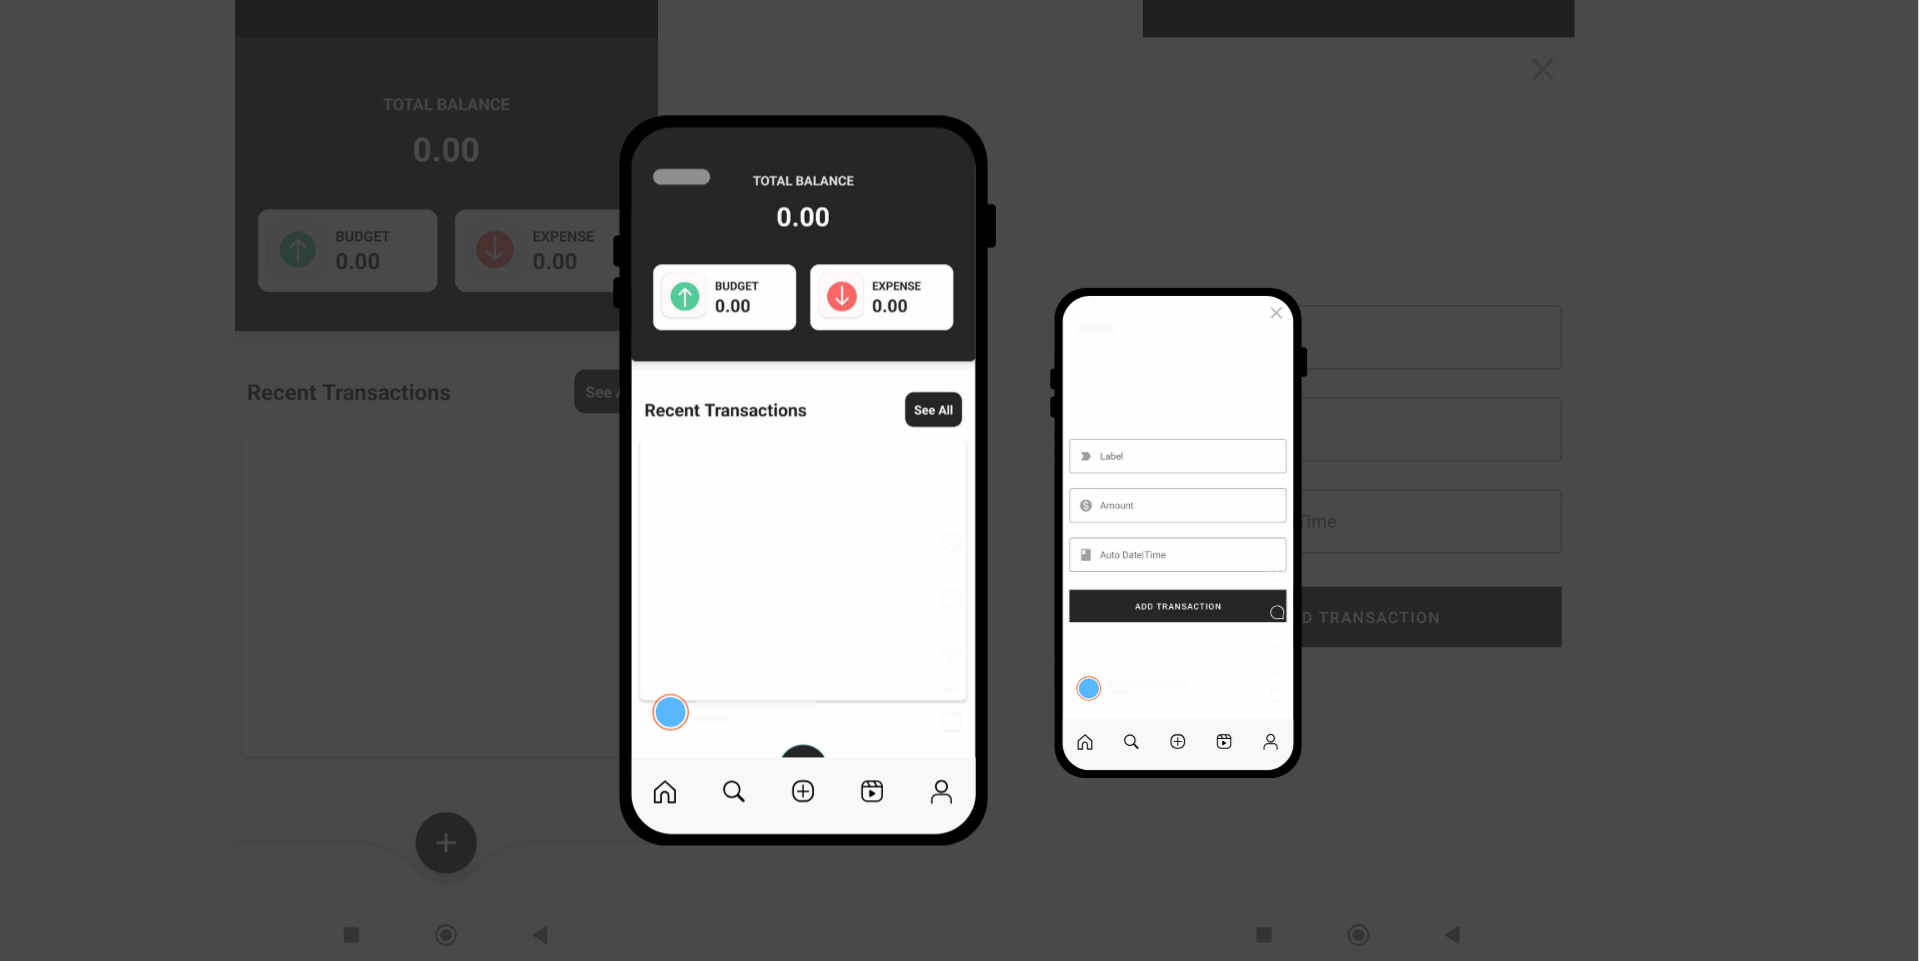 TOTAL BALANCE
0.00
BUDGET
0.00
EXPENSE
0.00
Recent Transactions
See
TOTAL BALANCE
0.00
BUDGET
0.00
EXPENSE
0.00
Recent Transactions
See All
Label
Amount
Auto Date|Time
ADD TRANSACTION
Time
D TRANSACTION